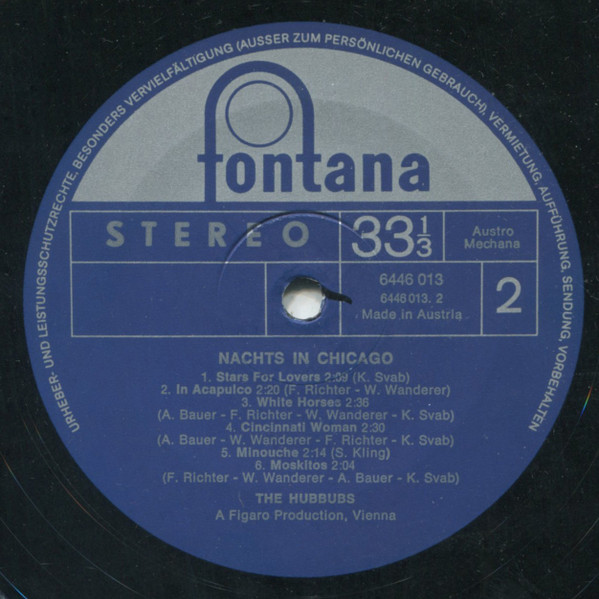 URHEBER- UND LEISTUNGSSCHUTZRECHTE, BESONDERS VERVIELFÄLTIGUNG (AUSSER ZUM PERSÖNLICHEN GEBRAUCH), VERMIETUNG, AUFFÜHRUNG, SENDUNG, VORBEHALTEN
fontana
STEREO 33 1/3 Austro
Mechana
6446 013
6446 013. 2
Made in Austria
2
NACHTS IN CHICAGO
1. Stars For Lovers 2:09 (K. Svab)
2. In Acapulco 2:20 (F. Richter - W. Wanderer)
3. White Horses 2:36
(A. Bauer - F. Richter - W. Wanderer - K. Svab)
4. Cincinnati Woman 2:30
(A. Bauer - W. Wanderer - F. Richter - K. Svab)
5. Minouche 2:14 (S. Kling)
6. Moskitos 2:04
(F. Richter - W. Wanderer - A. Bauer - K. Svab)
THE HUBBUBS
A Figaro Production, Vienna